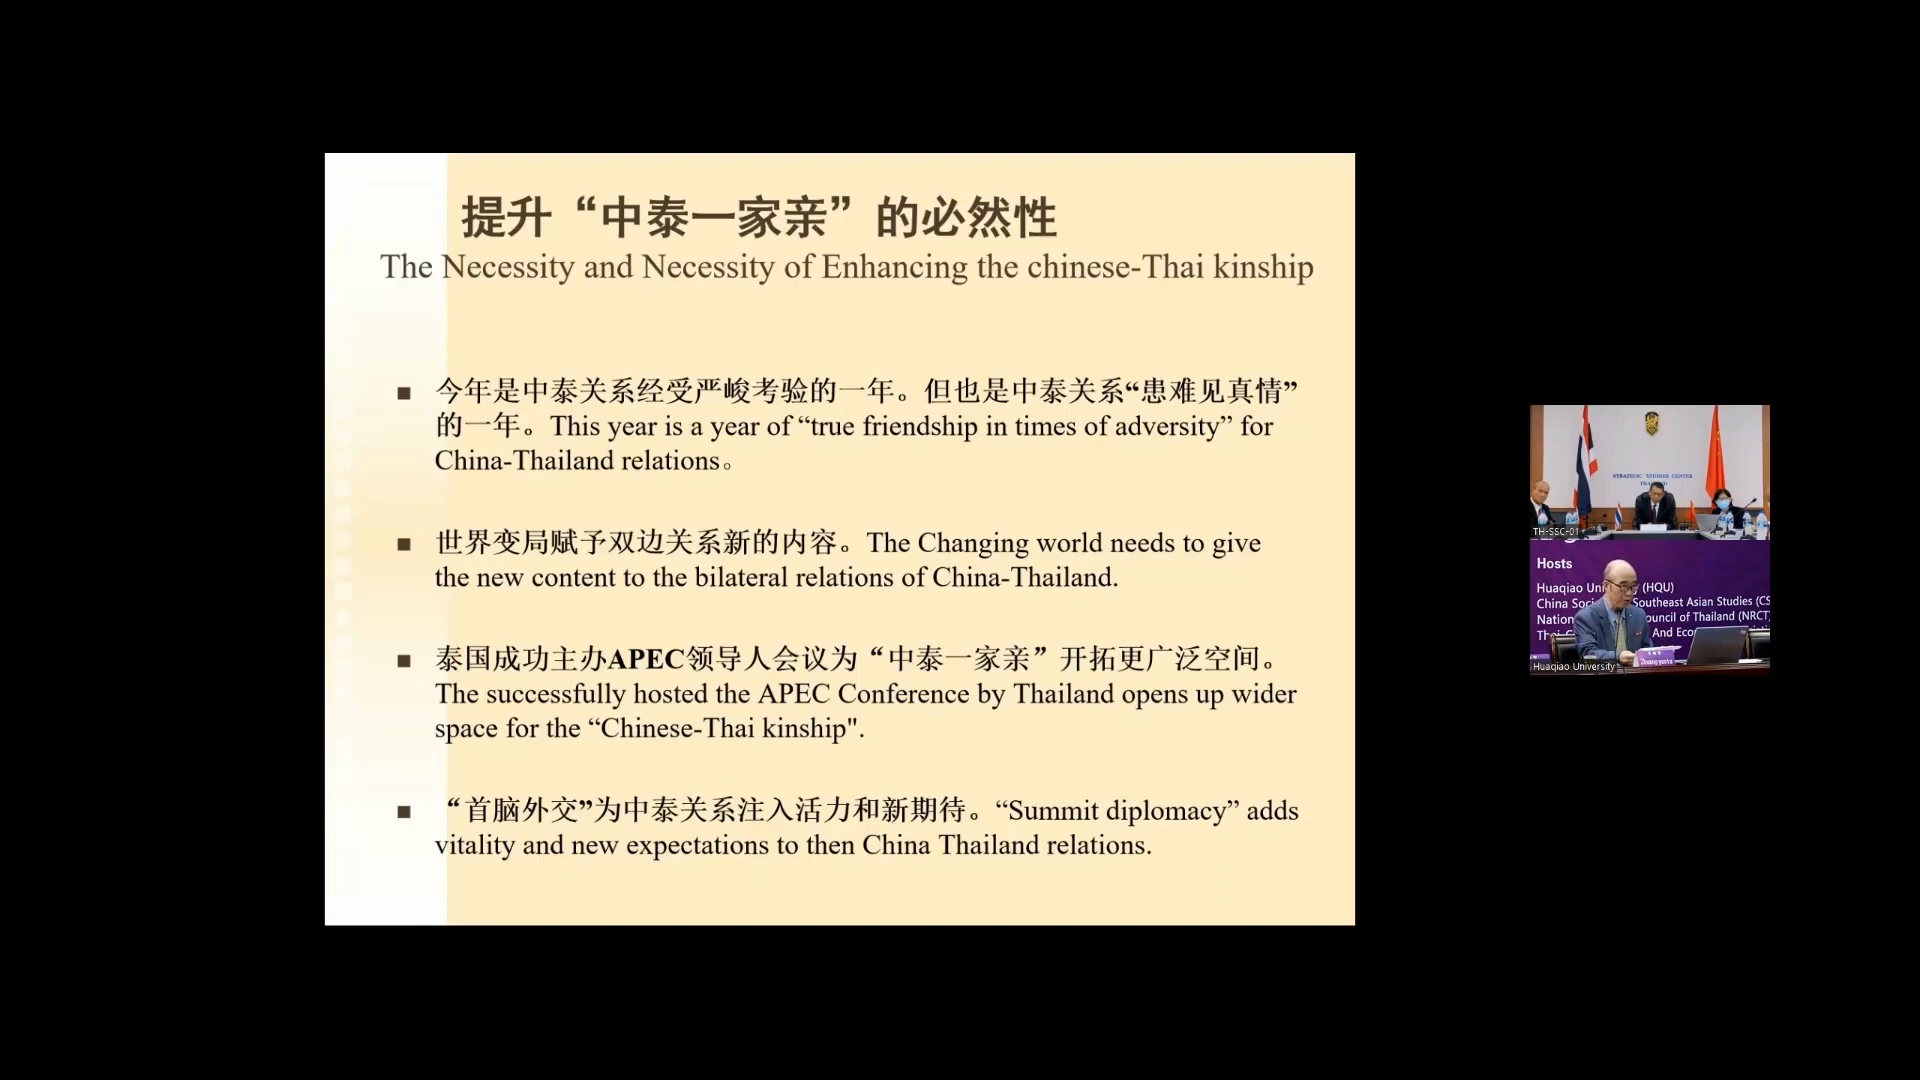 提升“中泰一家亲”的必然性
The Necessity and Necessity of Enhancing the chinese-Thai kinship
■ 今年是中泰关系经受严峻考验的一年。但也是中泰关系“患难见真情”
的一年。This year is a year of “true friendship in times of adversity” for
China-Thailand relations。
■ 世界变局赋予双边关系新的内容。The Changing world needs to give
the new content to the bilateral relations of China-Thailand.
■ 泰国成功主办APEC领导人会议为“中泰一家亲”开拓更广泛空间。
The successfully hosted the APEC Conference by Thailand opens up wider
space for the “Chinese-Thai kinship".
■ “首脑外交”为中泰关系注入活力和新期待。“Summit diplomacy” adds
vitality and new expectations to then China Thailand relations.
STRATEGIC STUDIES CENTER
TH-SSC-01
Hosts
Huaqiao Uni y (HQU)
China Soci Southeast Asian Studies (CS
Nation ouncil of Thailand (NRCT)
Thai-C And Eco
Huaqiao University